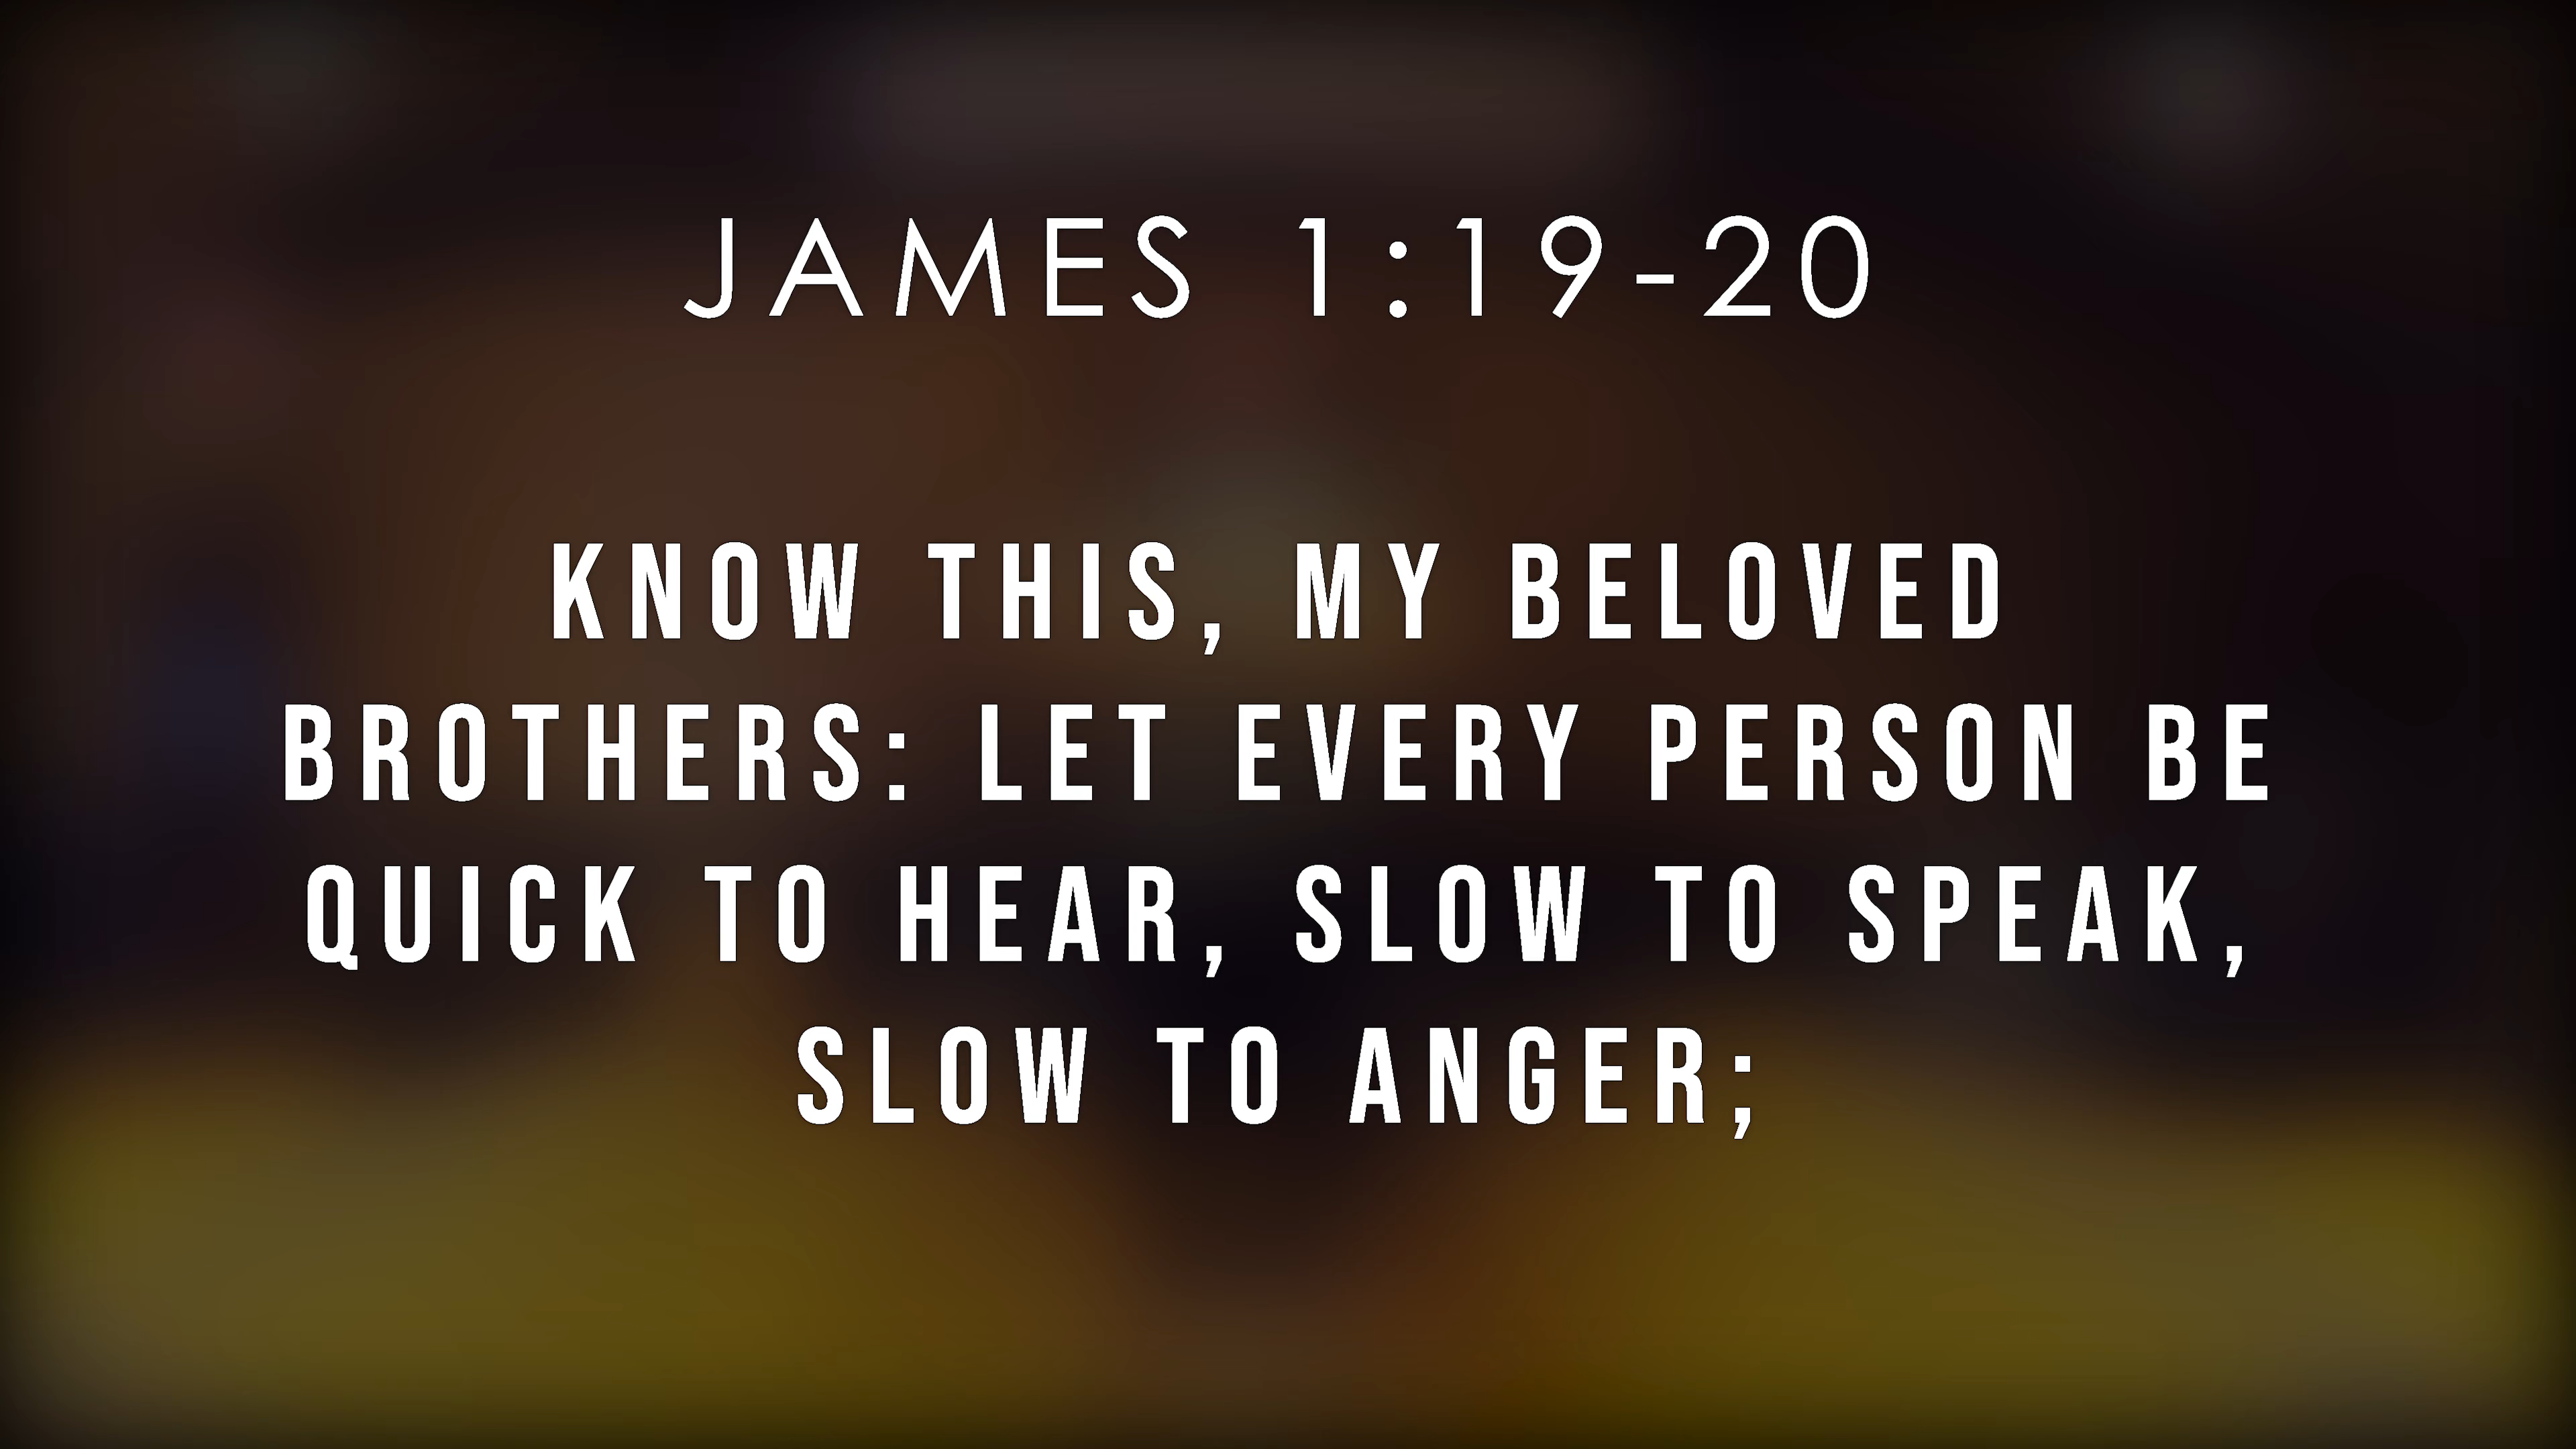 JAMES 1:19-20
KNOW THIS, MY BELOVED
BROTHERS: LET EVERY PERSON BE
QUICK TO HEAR, SLOW TO SPEAK,
SLOW TO ANGER;